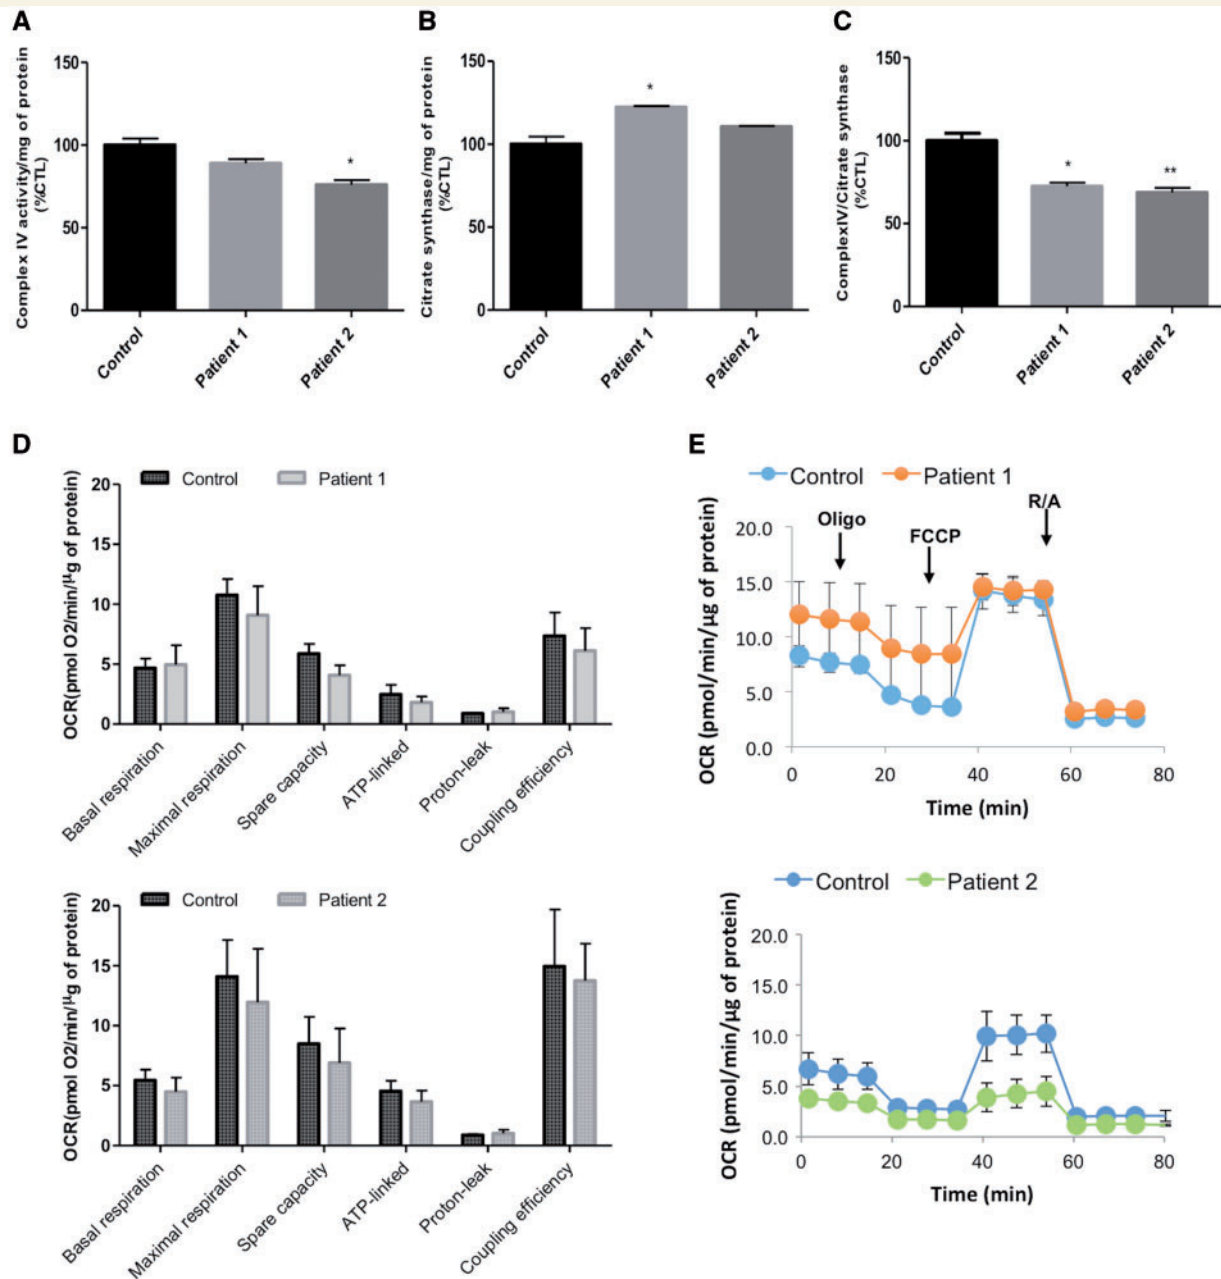 A
Complex IV activity/mg of protein
(%CTL)
150
100
50
0
*
Control
Patient 1
Patient 2
B
Citrate synthase/mg of protein
(%CTL)
150
100
50
0
*
Control
Patient 1
Patient 2
C
ComplexIV/Citrate synthase
(%CTL)
150
100
50
0
*
**
Control
Patient 1
Patient 2
D
Control
Patient 1
OCR(pmol O2/min/µg of protein)
20
15
10
5
0
Basal respiration
Maximal respiration
Spare capacity
ATP-linked
Proton-leak
Coupling efficiency
Control
Patient 2
OCR(pmol O2/min/µg of protein)
20
15
10
5
0
Basal respiration
Maximal respiration
Spare capacity
ATP-linked
Proton-leak
Coupling efficiency
E
Control
Patient 1
OCR (pmol/min/µg of protein)
20.0
15.0
10.0
5.0
0.0
Oligo
FCCP
R/A
0 20 40 60 80
Time (min)
Control
Patient 2
OCR (pmol/min/µg of protein)
20.0
15.0
10.0
5.0
0.0
0 20 40 60 80
Time (min)